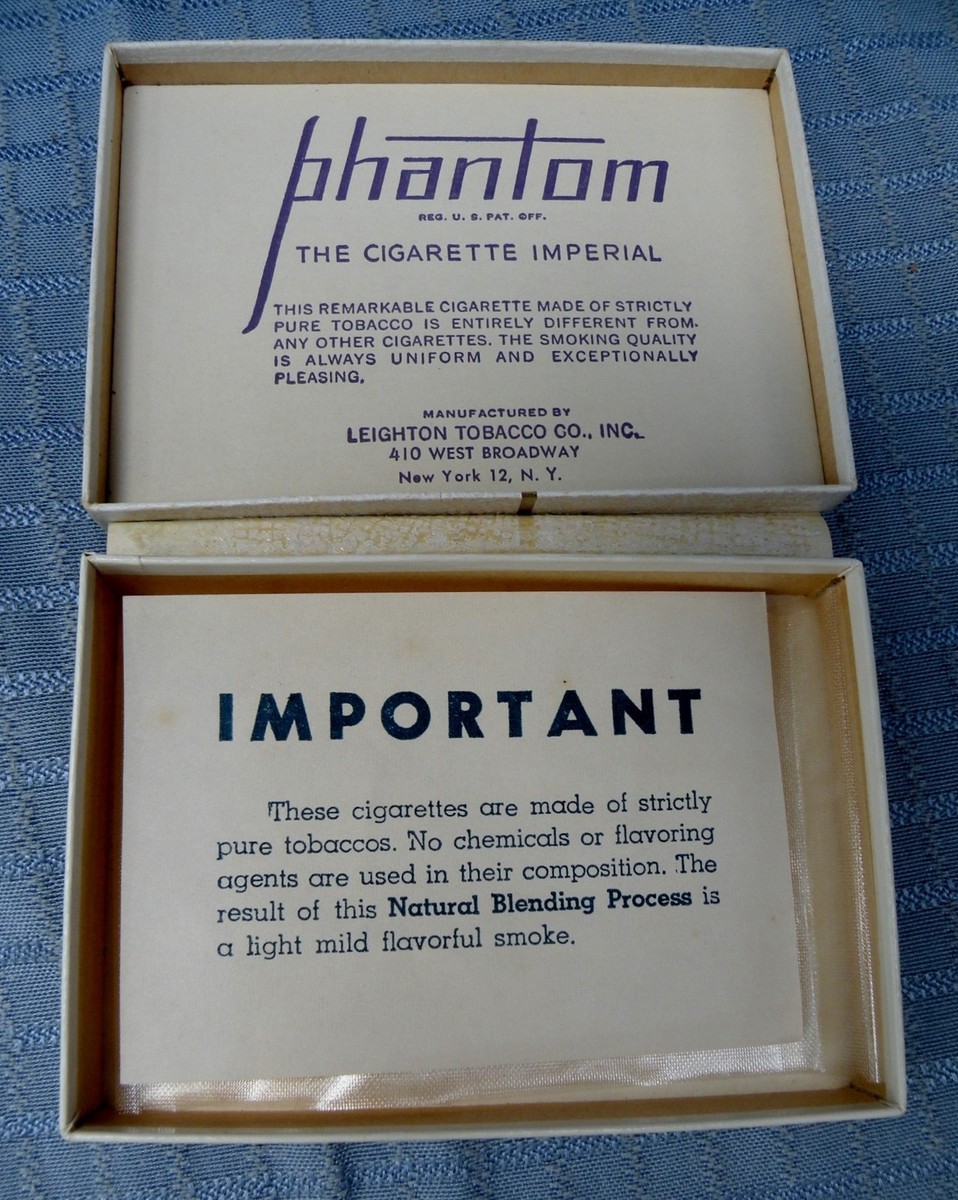 phantom
REG. U. S. PAT. OFF.
THE CIGARETTE IMPERIAL
THIS REMARKABLE CIGARETTE MADE OF STRICTLY
PURE TOBACCO IS ENTIRELY DIFFERENT FROM
ANY OTHER CIGARETTES. THE SMOKING QUALITY
IS ALWAYS UNIFORM AND EXCEPTIONALLY
PLEASING.
MANUFACTURED BY
LEIGHTON TOBACCO CO., INC.
410 WEST BROADWAY
New York 12, N. Y.
IMPORTANT
These cigarettes are made of strictly
pure tobaccos. No chemicals or flavoring
agents are used in their composition. The
result of this Natural Blending Process is
a light mild flavorful smoke.